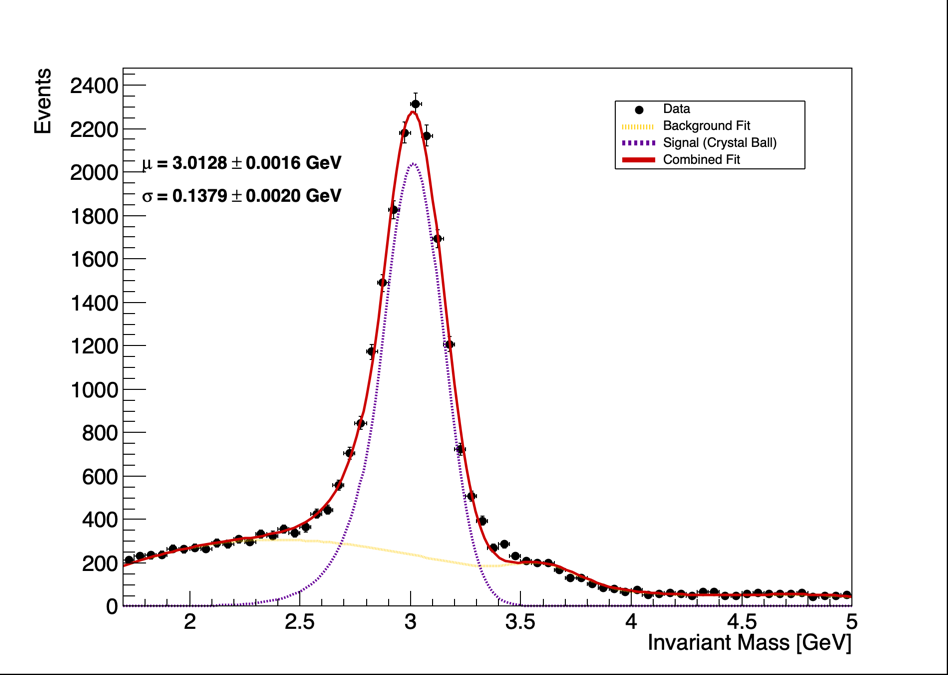 Events
2400
2200
2000
1800
1600
1400
1200
1000
800
600
400
200
0
μ = 3.0128 ± 0.0016 GeV
σ = 0.1379 ± 0.0020 GeV
Data
Background Fit
Signal (Crystal Ball)
Combined Fit
2 2.5 3 3.5 4 4.5 5
Invariant Mass [GeV]